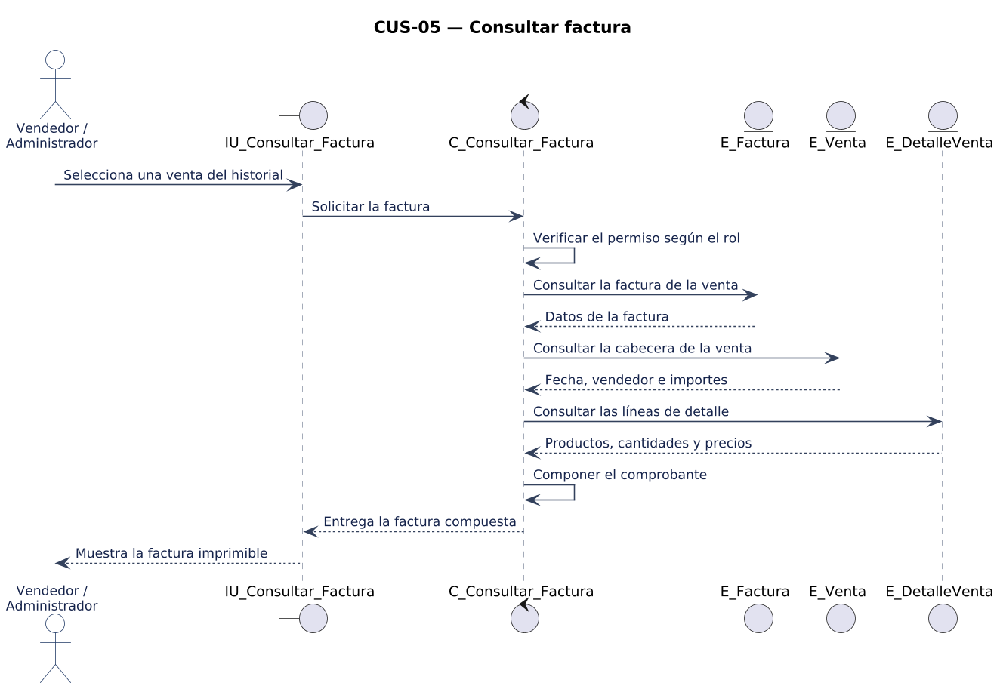 CUS-05 — Consultar factura
Vendedor /
Administrador
IU_Consultar_Factura
C_Consultar_Factura
E_Factura
E_Venta
E_DetalleVenta
Selecciona una venta del historial
Solicitar la factura
Verificar el permiso según el rol
Consultar la factura de la venta
Datos de la factura
Consultar la cabecera de la venta
Fecha, vendedor e importes
Consultar las líneas de detalle
Productos, cantidades y precios
Componer el comprobante
Entrega la factura compuesta
Muestra la factura imprimible
Vendedor /
Administrador
IU_Consultar_Factura
C_Consultar_Factura
E_Factura
E_Venta
E_DetalleVenta